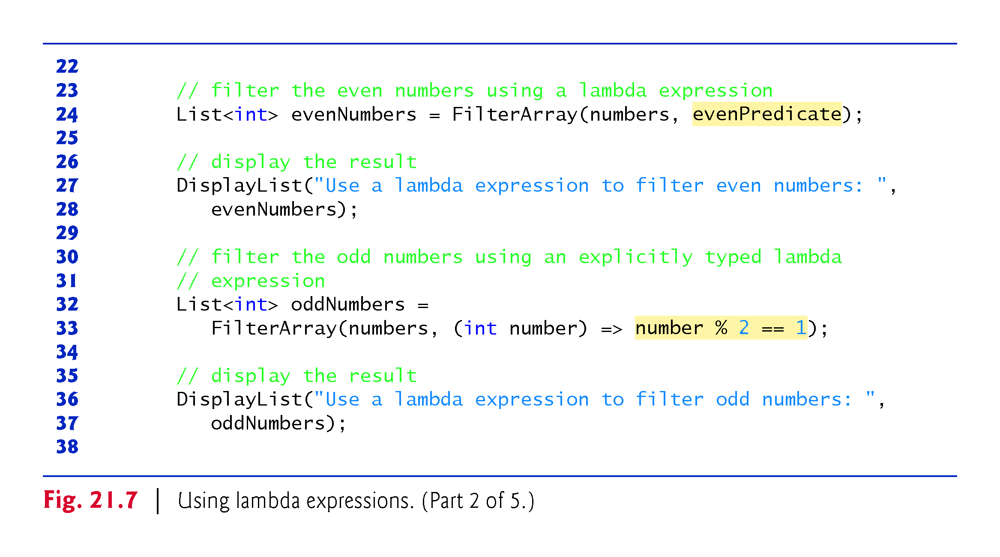 22
23 // filter the even numbers using a lambda expression
24 List<int> evenNumbers = FilterArray(numbers, evenPredicate);
25
26 // display the result
27 DisplayList("Use a lambda expression to filter even numbers: ",
28 evenNumbers);
29
30 // filter the odd numbers using an explicitly typed lambda
31 // expression
32 List<int> oddNumbers =
33 FilterArray(numbers, (int number) => number % 2 == 1);
34
35 // display the result
36 DisplayList("Use a lambda expression to filter odd numbers: ",
37 oddNumbers);
38
Fig. 21.7 | Using lambda expressions. (Part 2 of 5.)